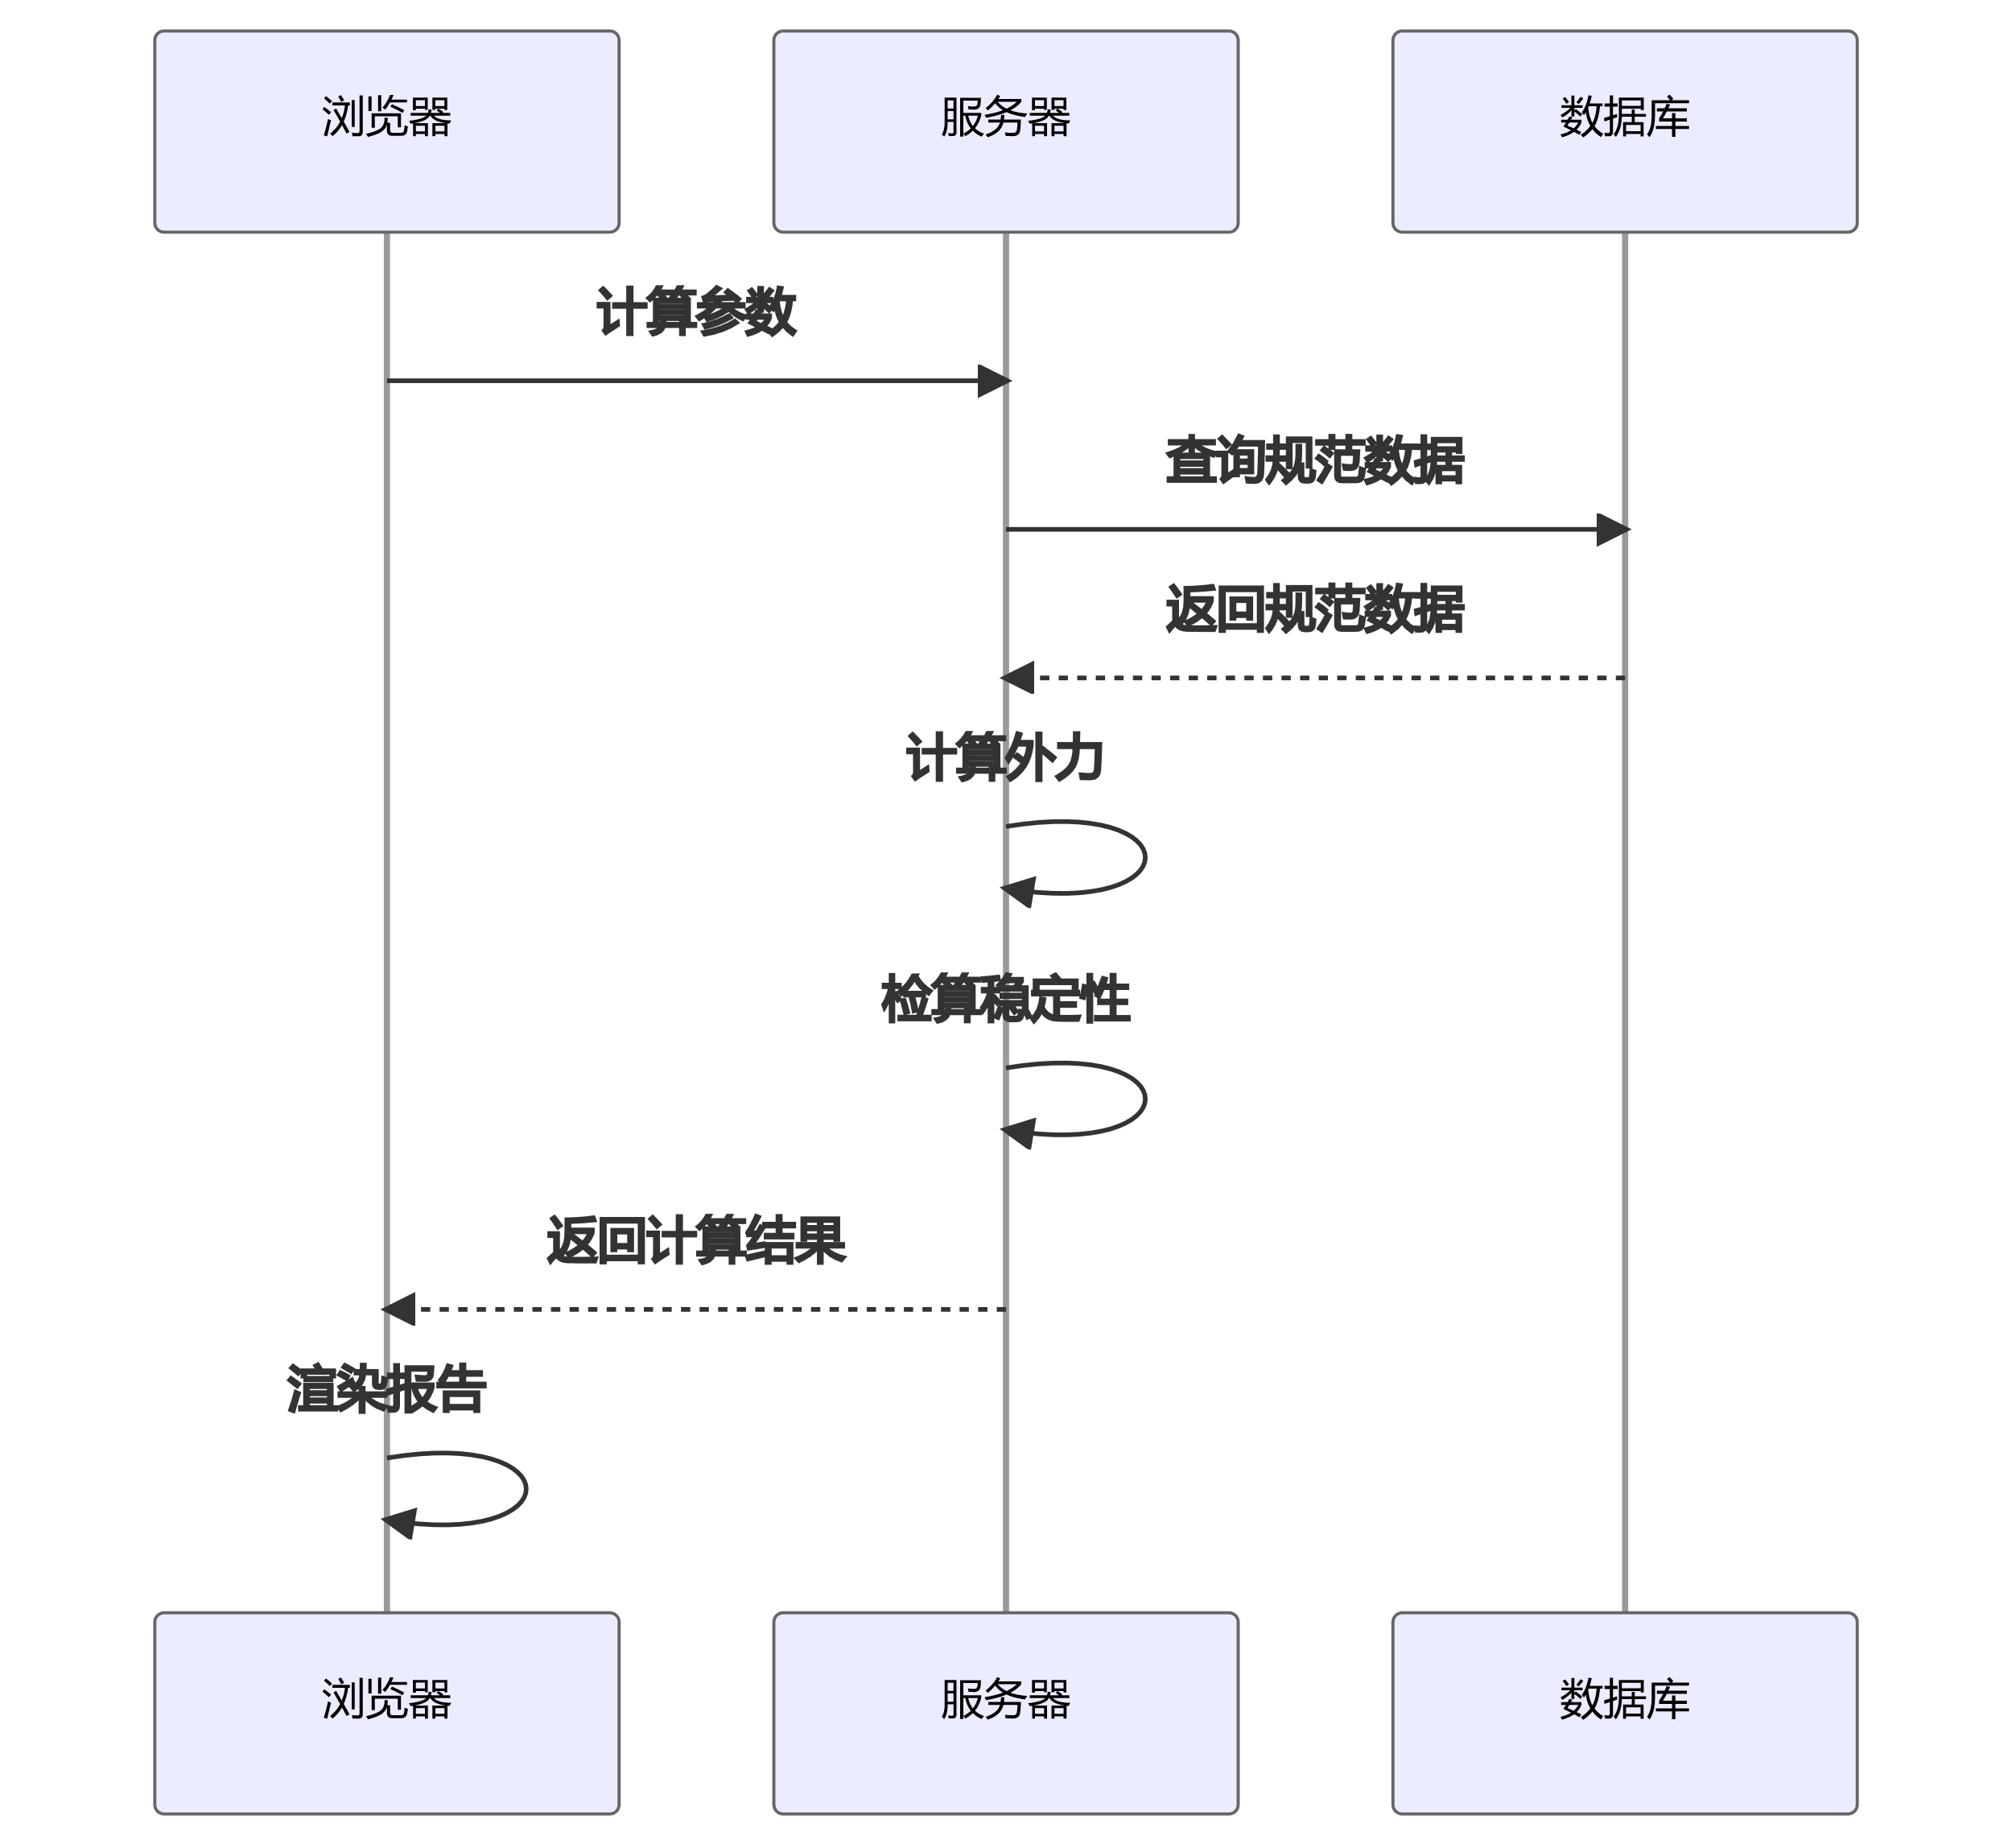 浏览器
服务器
数据库
计算参数
查询规范数据
返回规范数据
计算外力
检算稳定性
返回计算结果
渲染报告
浏览器
服务器
数据库